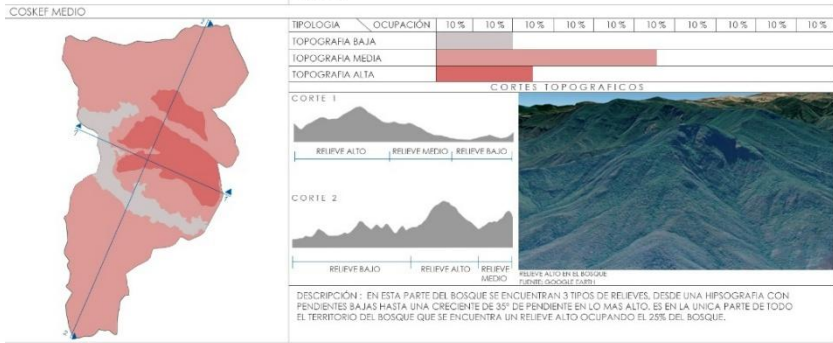 COSKEF MEDIO
TIPOLOGIA OCUPACIÓN 10 % 10 % 10 % 10 % 10 % 10 % 10 % 10 % 10 % 10 %
TOPOGRAFIA BAJA
TOPOGRAFIA MEDIA
TOPOGRAFIA ALTA
CORTES TOPOGRAFICOS
CORTE 1
RELIEVE ALTO RELIEVE MEDIO RELIEVE BAJO
CORTE 2
RELIEVE BAJO RELIEVE ALTO RELIEVE
MEDIO
RELIEVE ALTO EN EL BOSQUE
FUENTE: GOOGLE EARTH
DESCRIPCIÓN : EN ESTA PARTE DEL BOSQUE SE ENCUENTRAN 3 TIPOS DE RELIEVES, DESDE UNA HIPSOGRAFIA CON
PENDIENTES BAJAS HASTA UNA CRECIENTE DE 35° DE PENDIENTE EN LO MAS ALTO. ES EN LA UNICA PARTE DE TODO
EL TERRITORIO DEL BOSQUE QUE SE ENCUENTRA UN RELIEVE ALTO OCUPANDO EL 25% DEL BOSQUE.